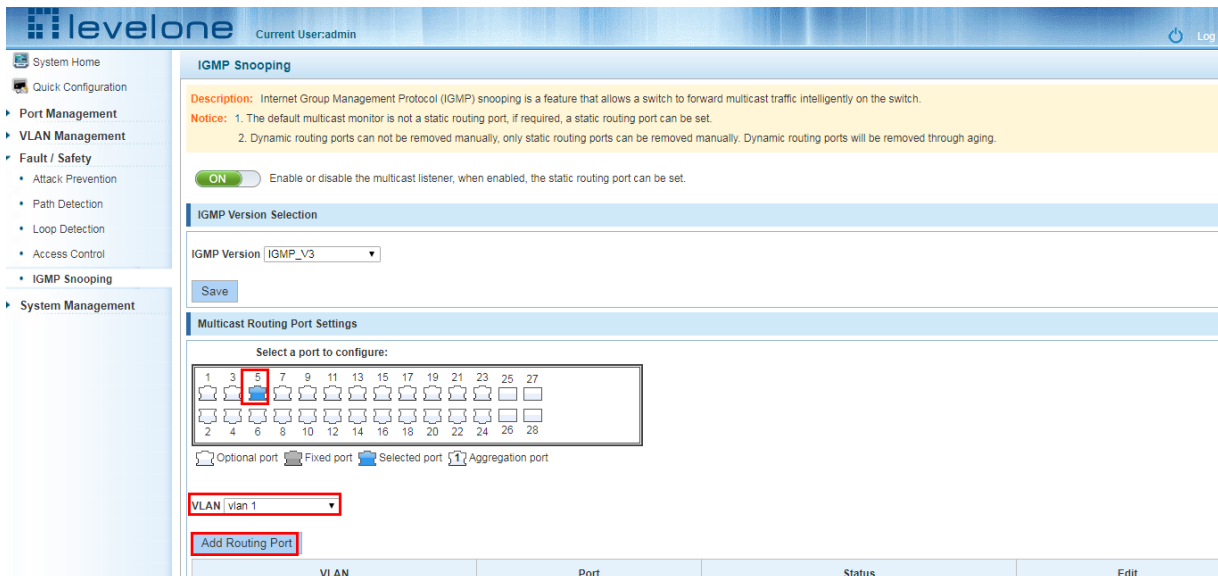 levelone Current User:admin Log
System Home
IGMP Snooping
Quick Configuration
Port Management
VLAN Management
Fault / Safety
Attack Prevention
Path Detection
Loop Detection
Access Control
IGMP Snooping
System Management
Description: Internet Group Management Protocol (IGMP) snooping is a feature that allows a switch to forward multicast traffic intelligently on the switch.
Notice: 1. The default multicast monitor is not a static routing port, if required, a static routing port can be set.
2. Dynamic routing ports can not be removed manually, only static routing ports can be removed manually. Dynamic routing ports will be removed through aging.
ON Enable or disable the multicast listener, when enabled, the static routing port can be set.
IGMP Version Selection
IGMP Version IGMP_V3
Save
Multicast Routing Port Settings
Select a port to configure:
1 3 5 7 9 11 13 15 17 19 21 23 25 27
2 4 6 8 10 12 14 16 18 20 22 24 26 28
Optional port Fixed port Selected port 1 Aggregation port
VLAN vlan 1
Add Routing Port
VLAN Port Status Edit